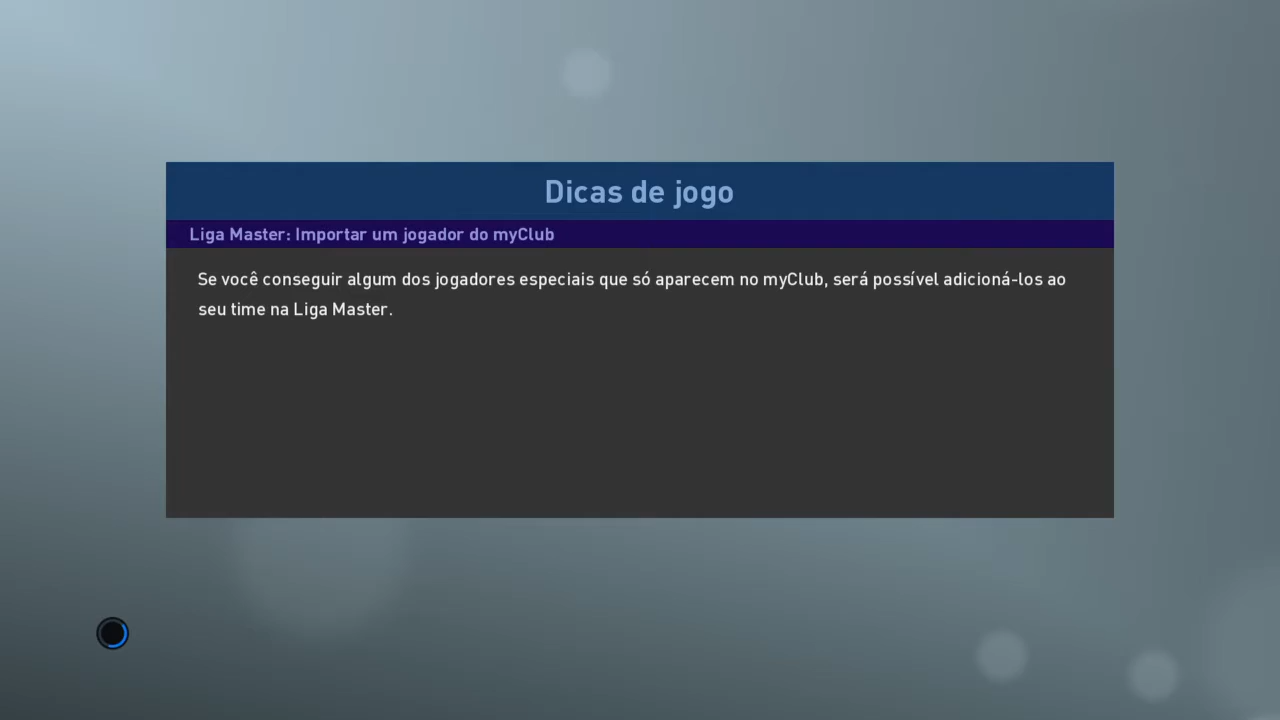 Dicas de jogo
Liga Master: Importar um jogador do myClub
Se você conseguir algum dos jogadores especiais que só aparecem no myClub, será possível adicioná-los ao
seu time na Liga Master.